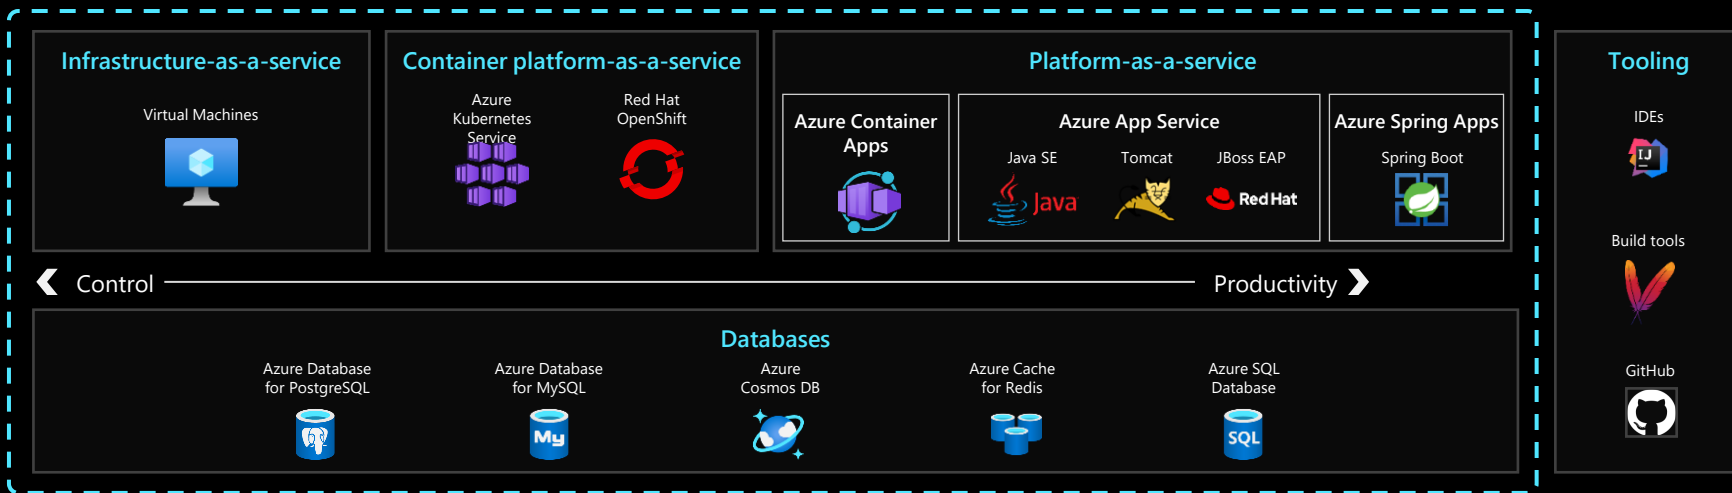 Infrastructure-as-a-service
Virtual Machines
Container platform-as-a-service
Azure
Kubernetes
Service
Red Hat
OpenShift
Platform-as-a-service
Azure Container
Apps
Azure App Service
Java SE
Java
Tomcat
JBoss EAP
Red Hat
Azure Spring Apps
Spring Boot
Control
Productivity
Databases
Azure Database
for PostgreSQL
Azure Database
for MySQL
My
Azure
Cosmos DB
Azure Cache
for Redis
Azure SQL
Database
SQL
Tooling
IDEs
IJ
Build tools
GitHub